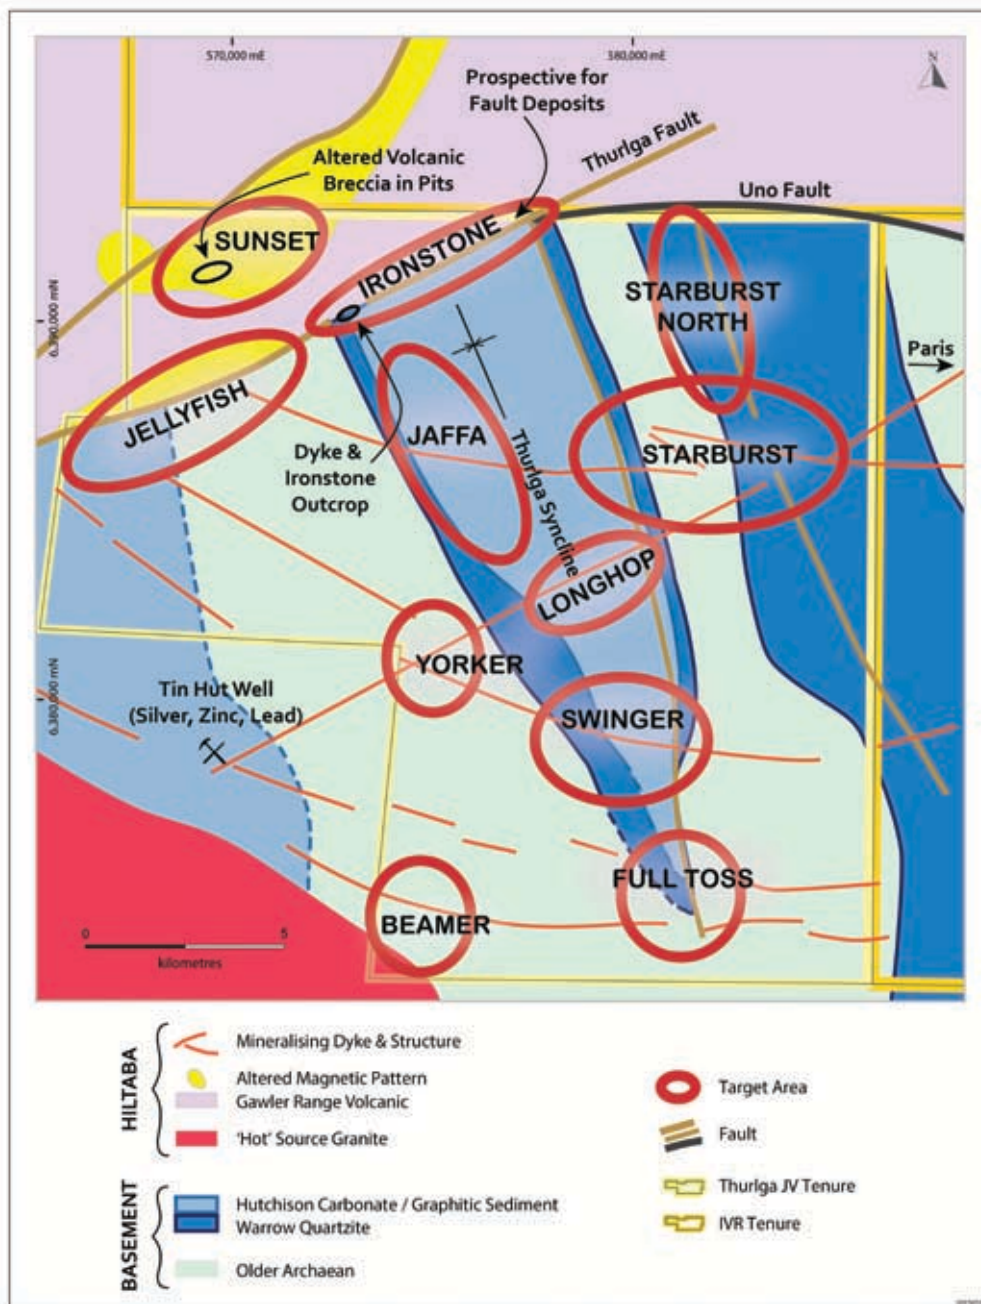 570,000 mE
380,000 mE
N
Prospective for
Fault Deposits
Thurlga Fault
Altered Volcanic
Breccia in Pits
Uno Fault
SUNSET
IRONSTONE
STARBURST
NORTH
6,390,000 mN
Paris
JELLYFISH
JAFFA
Dyke &
Ironstone
Outcrop
Thurlga Syncline
STARBURST
LONGHOP
YORKER
6,380,000 mN
Tin Hut Well
(Silver, Zinc, Lead)
SWINGER
FULL TOSS
BEAMER
0 5
kilometres
HILTABA
Mineralising Dyke & Structure
Altered Magnetic Pattern
Gawler Range Volcanic
'Hot' Source Granite
BASEMENT
Hutchison Carbonate / Graphitic Sediment
Warrow Quartzite
Older Archaean
Target Area
Fault
Thurlga JV Tenure
IVR Tenure